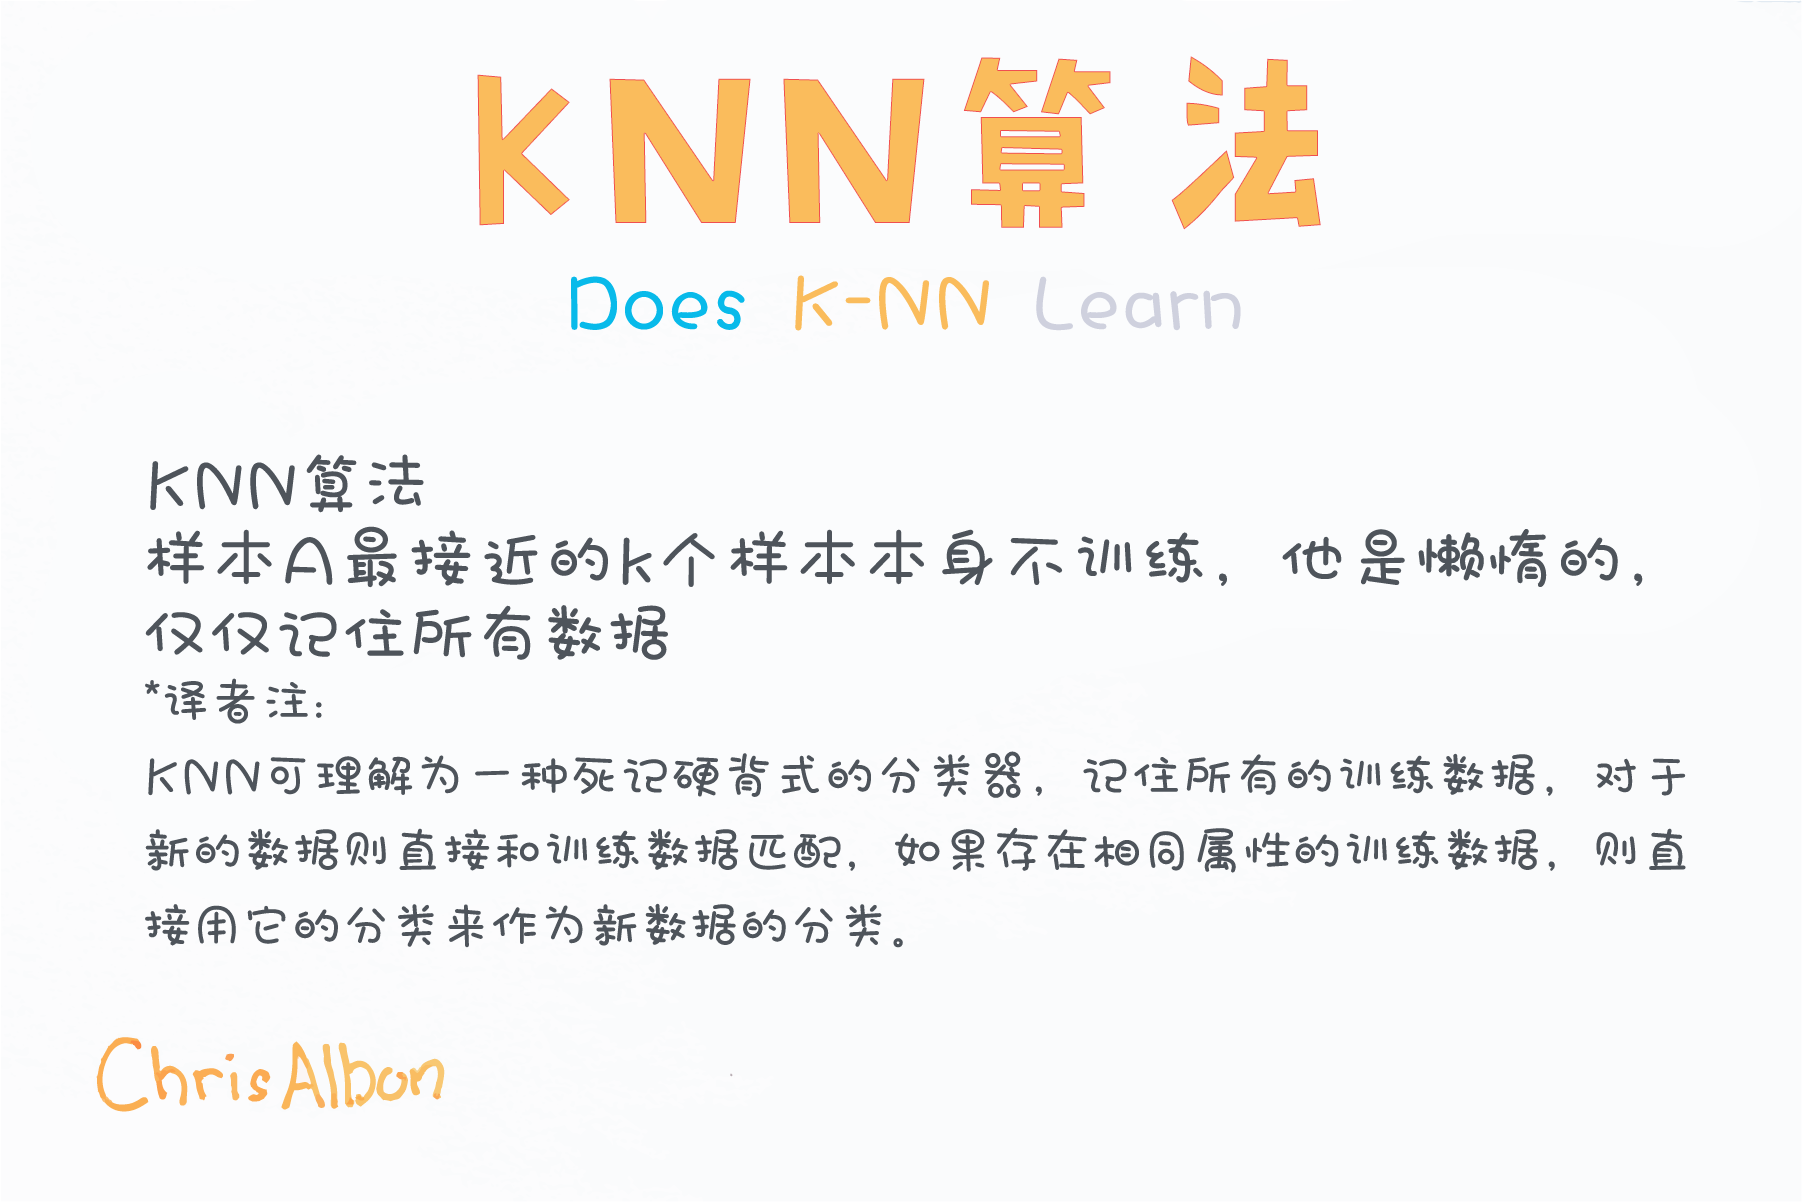 KNN算法
Does K-NN Learn
KNN算法
样本A最接近的k个样本本身不训练，他是懒惰的，
仅仅记住所有数据
*译者注：
KNN可理解为一种死记硬背式的分类器，记住所有的训练数据，对于
新的数据则直接和训练数据匹配，如果存在相同属性的训练数据，则直
接用它的分类来作为新数据的分类。
Chris Albon